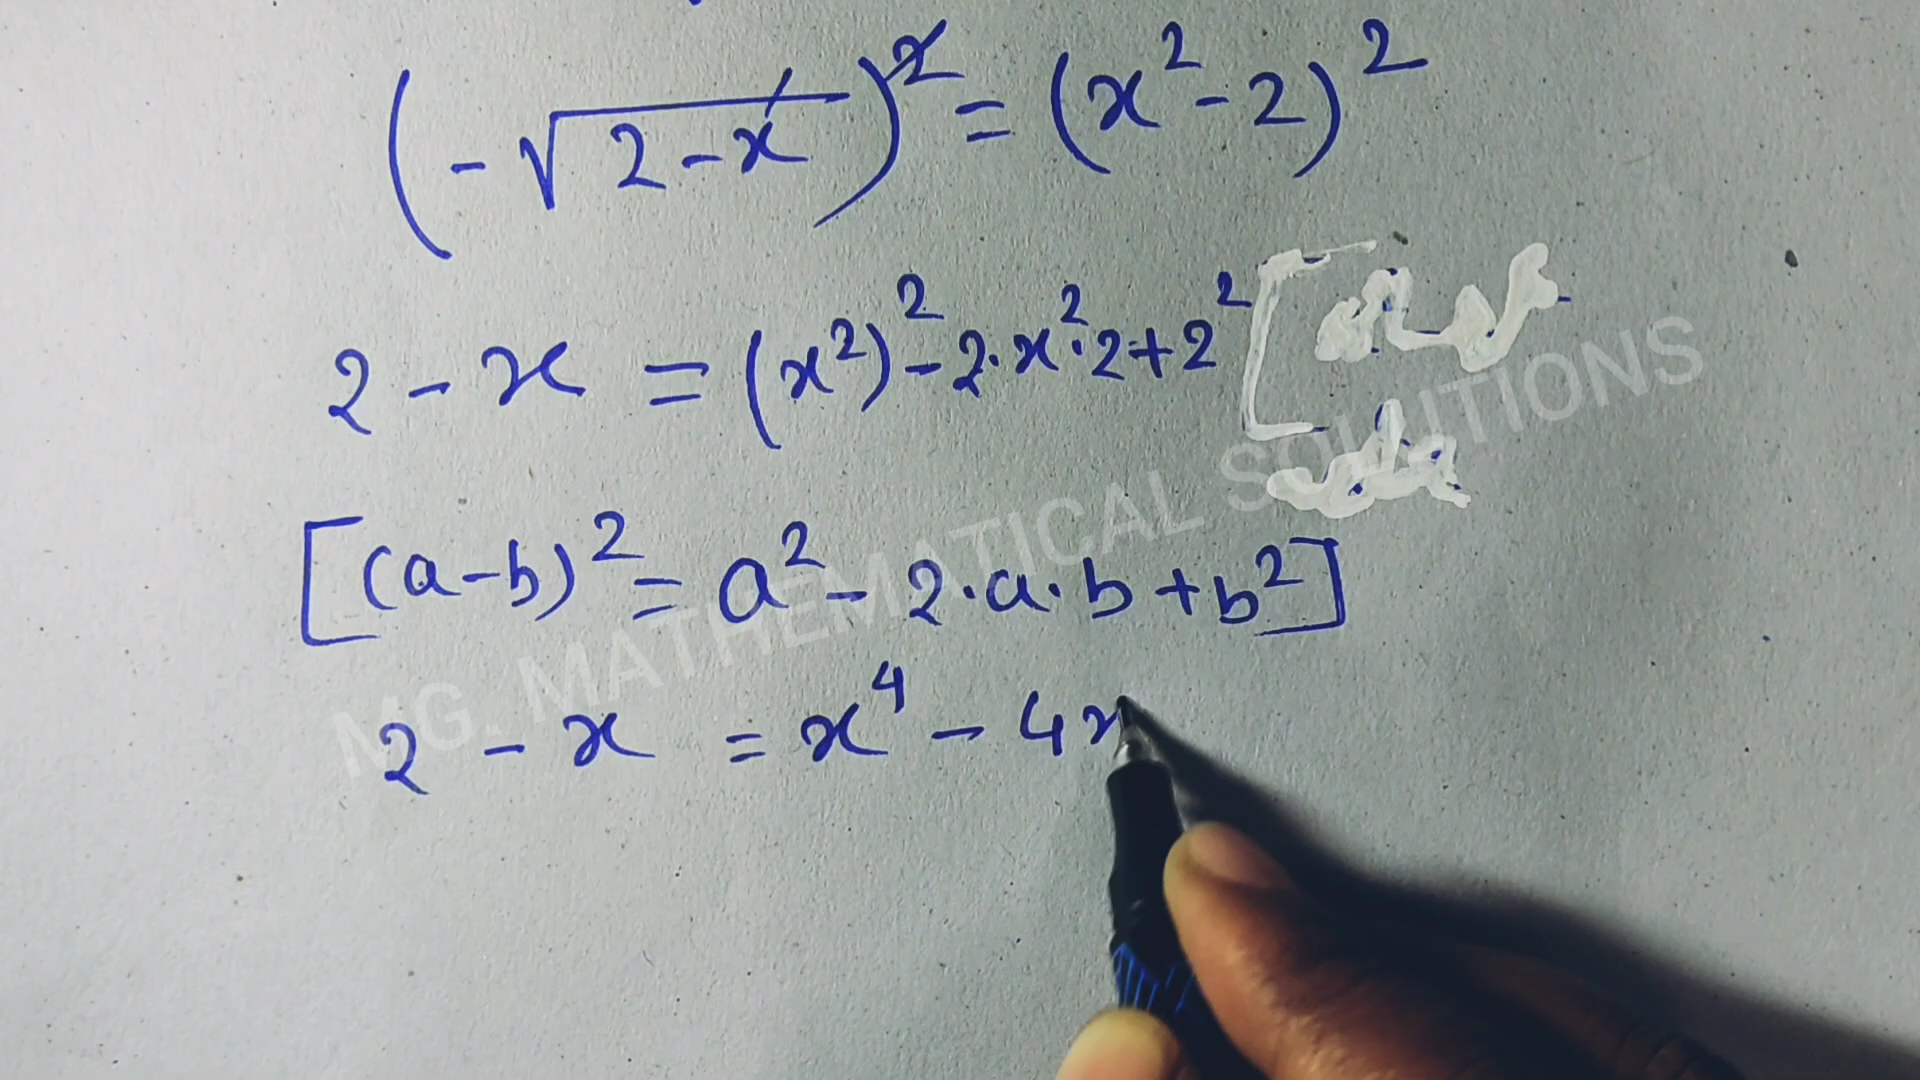 (-√2-x)² = (x²-2)²
2 - x = (x²)² - 2·x²·2 + 2²
[(a-b)² = a² - 2·a·b + b²]
MG. MATHEMATICAL SOLUTIONS
2 - x = x⁴ - 4x